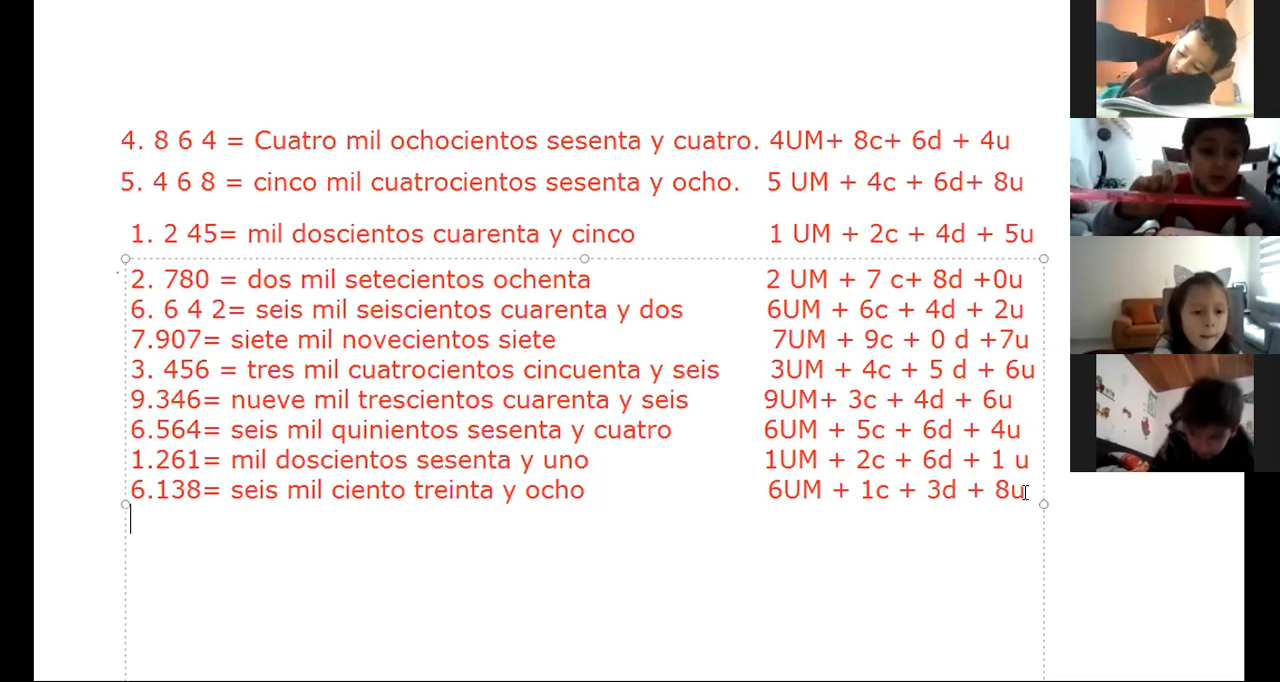 4. 8 6 4 = Cuatro mil ochocientos sesenta y cuatro. 4UM+ 8c+ 6d + 4u
5. 4 6 8 = cinco mil cuatrocientos sesenta y ocho. 5 UM + 4c + 6d+ 8u
1. 2 45= mil doscientos cuarenta y cinco 1 UM + 2c + 4d + 5u
2. 780 = dos mil setecientos ochenta 2 UM + 7 c+ 8d +0u
6. 6 4 2= seis mil seiscientos cuarenta y dos 6UM + 6c + 4d + 2u
7.907= siete mil novecientos siete 7UM + 9c + 0 d +7u
3. 456 = tres mil cuatrocientos cincuenta y seis 3UM + 4c + 5 d + 6u
9.346= nueve mil trescientos cuarenta y seis 9UM+ 3c + 4d + 6u
6.564= seis mil quinientos sesenta y cuatro 6UM + 5c + 6d + 4u
1.261= mil doscientos sesenta y uno 1UM + 2c + 6d + 1 u
6.138= seis mil ciento treinta y ocho 6UM + 1c + 3d + 8u